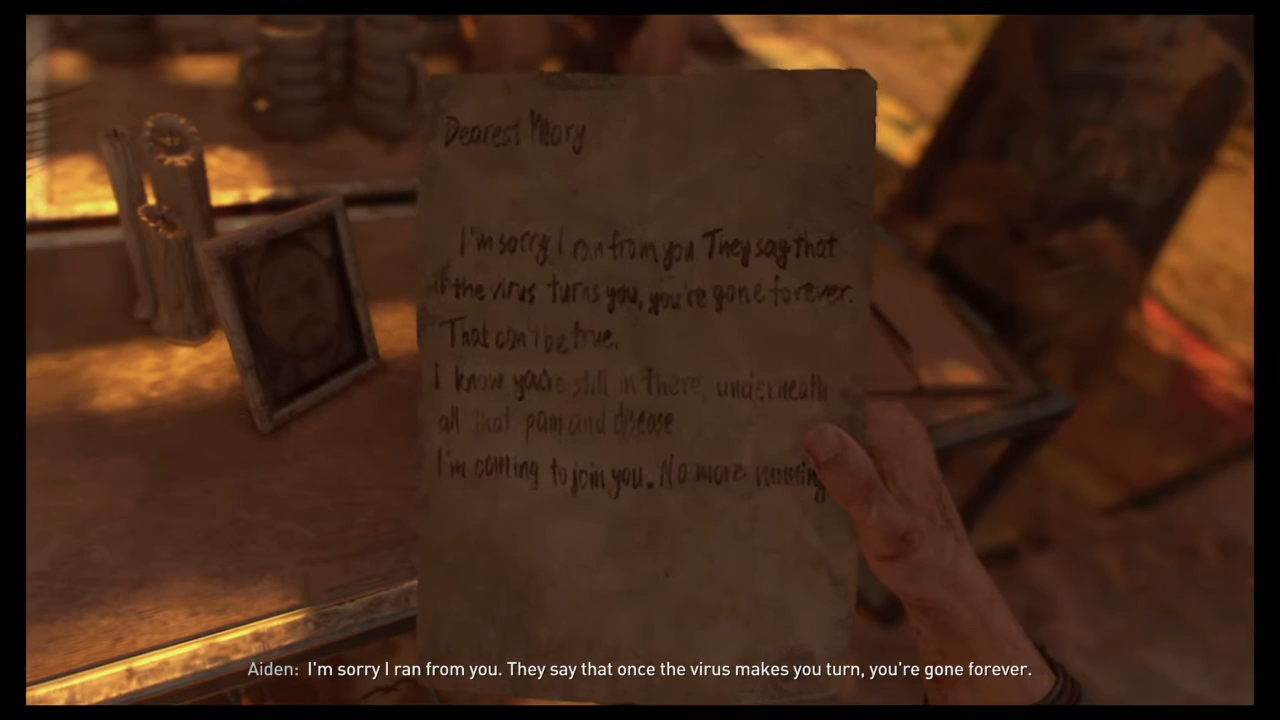 Dearest Mary
I'm sorry I ran from you. They say that
if the virus turns you, you're gone forever.
That can't be true.
I know you're still in there underneath
all that pain and disease
I'm coming to join you. No more running
Aiden: I'm sorry I ran from you. They say that once the virus makes you turn, you're gone forever.